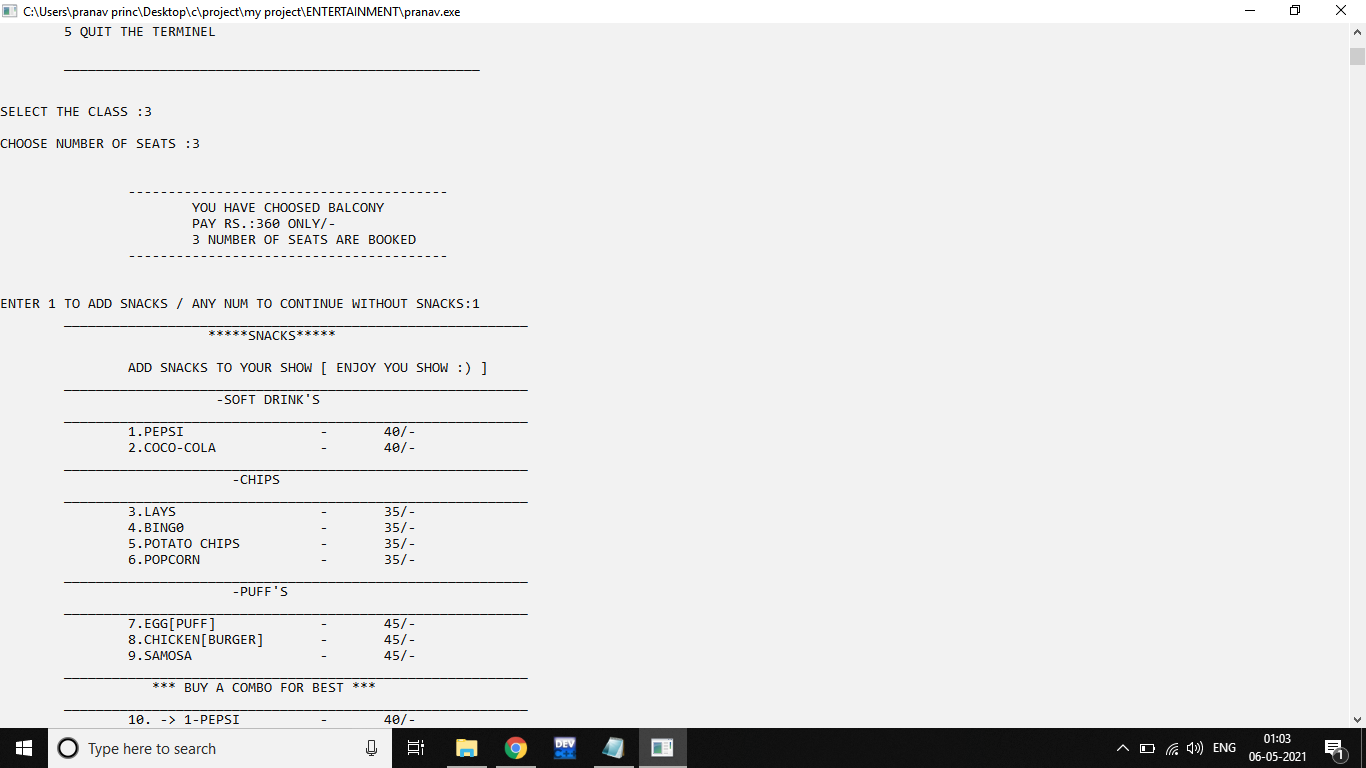 C:\Users\pranav princ\Desktop\c\project\my project\ENTERTAINMENT\pranav.exe
5 QUIT THE TERMINEL
SELECT THE CLASS :3
CHOOSE NUMBER OF SEATS :3
----------------------------------------
YOU HAVE CHOOSED BALCONY
PAY RS.:360 ONLY/-
3 NUMBER OF SEATS ARE BOOKED
----------------------------------------
ENTER 1 TO ADD SNACKS / ANY NUM TO CONTINUE WITHOUT SNACKS:1
*****SNACKS*****
ADD SNACKS TO YOUR SHOW [ ENJOY YOU SHOW :) ]
-SOFT DRINK'S
1.PEPSI - 40/-
2.COCO-COLA - 40/-
-CHIPS
3.LAYS - 35/-
4.BING0 - 35/-
5.POTATO CHIPS - 35/-
6.POPCORN - 35/-
-PUFF'S
7.EGG[PUFF] - 45/-
8.CHICKEN[BURGER] - 45/-
9.SAMOSA - 45/-
*** BUY A COMBO FOR BEST ***
10. -> 1-PEPSI - 40/-
Type here to search
DEV
ENG
01:03
06-05-2021
1